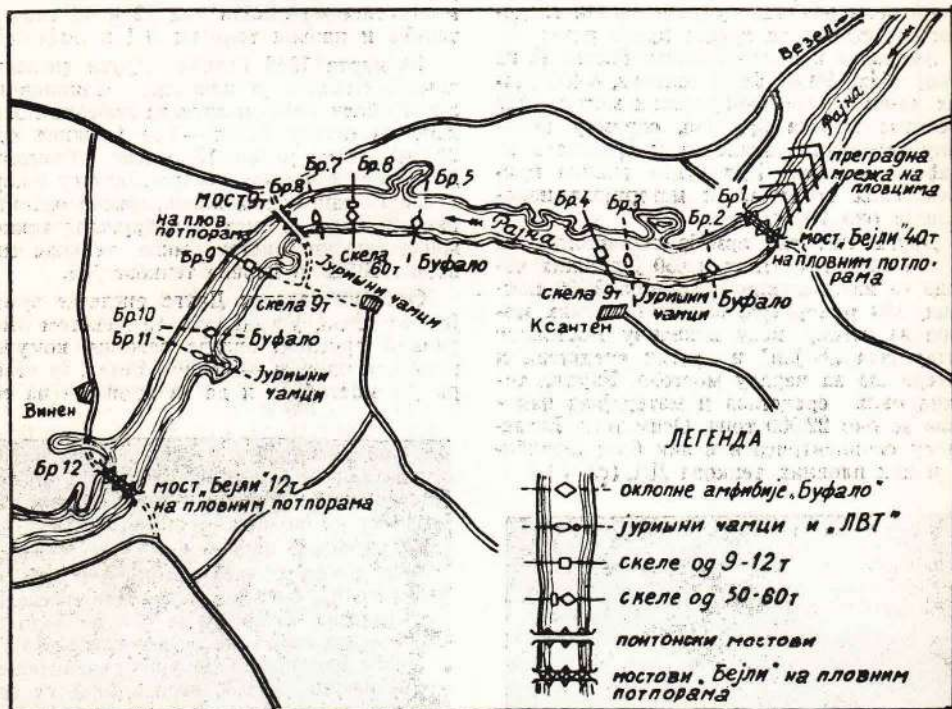 Везел
Рајна
преградна
мрежа на
пловцима
Бр1
мост „Бејли" 40т
на пловним потпо-
рама
Бр.2
Буфало
Бр.3
Јуришни
чамци
Бр.4
скела 9т
Ксантен
Рајна
Бр.5
Буфало
Бр.6
скела
60т
Бр.7
Јуришни
чамци
Бр.8
мост 9т
на плов.
потпорама
Бр.9
скела 9т
Бр.10
Буфало
Бр 11
јуришни
чамци
Винен
Бр 12
мост „Бејли" 12т
на пловним потпорама
ЛЕГЕНДА
оклопне амфибије „Буфало"
јуришни чамци и „ЛВТ"
скеле од 9-12т
скеле од 50-60т
понтонски мостови
мостови „Бејли" на пловним
потпорама